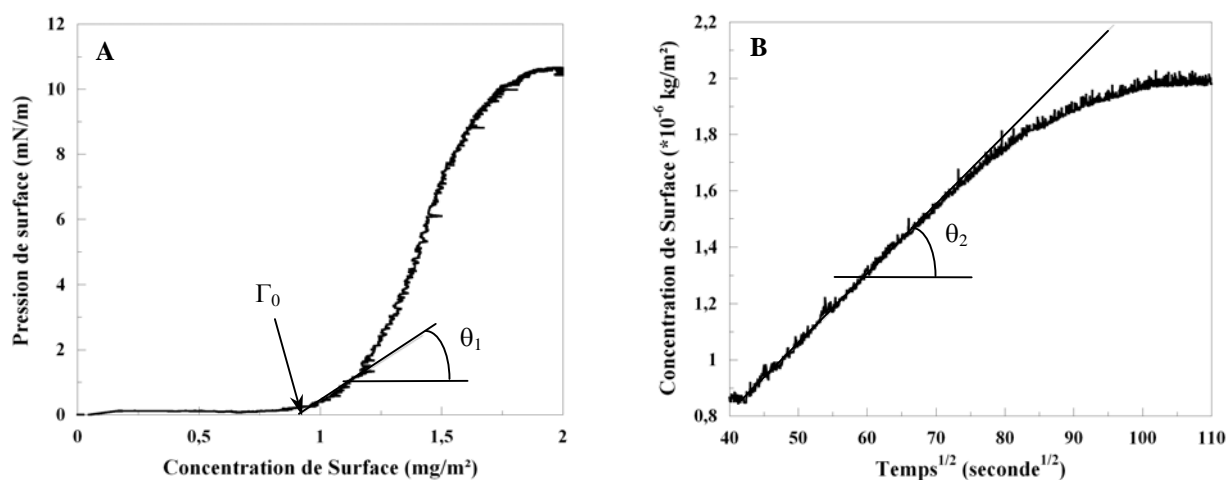 A
Pression de surface (mN/m)
12
10
8
6
4
2
0
Γ0
θ1
0 0,5 1 1,5 2
Concentration de Surface (mg/m²)
B
Concentration de Surface (*10-6 kg/m²)
2,2
2
1,8
1,6
1,4
1,2
1
0,8
θ2
40 50 60 70 80 90 100 110
Temps1/2 (seconde1/2)